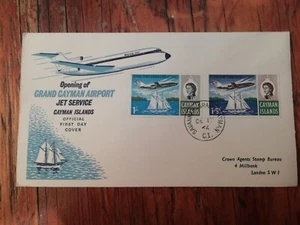 Opening of
GRAND CAYMAN AIRPORT
JET SERVICE
CAYMAN ISLANDS
OFFICIAL
FIRST DAY
COVER
CAYMAN
ISLANDS
CAYMAN
ISLANDS
Crown Agents Stamp Bureau
4 Millbank
London S W 1